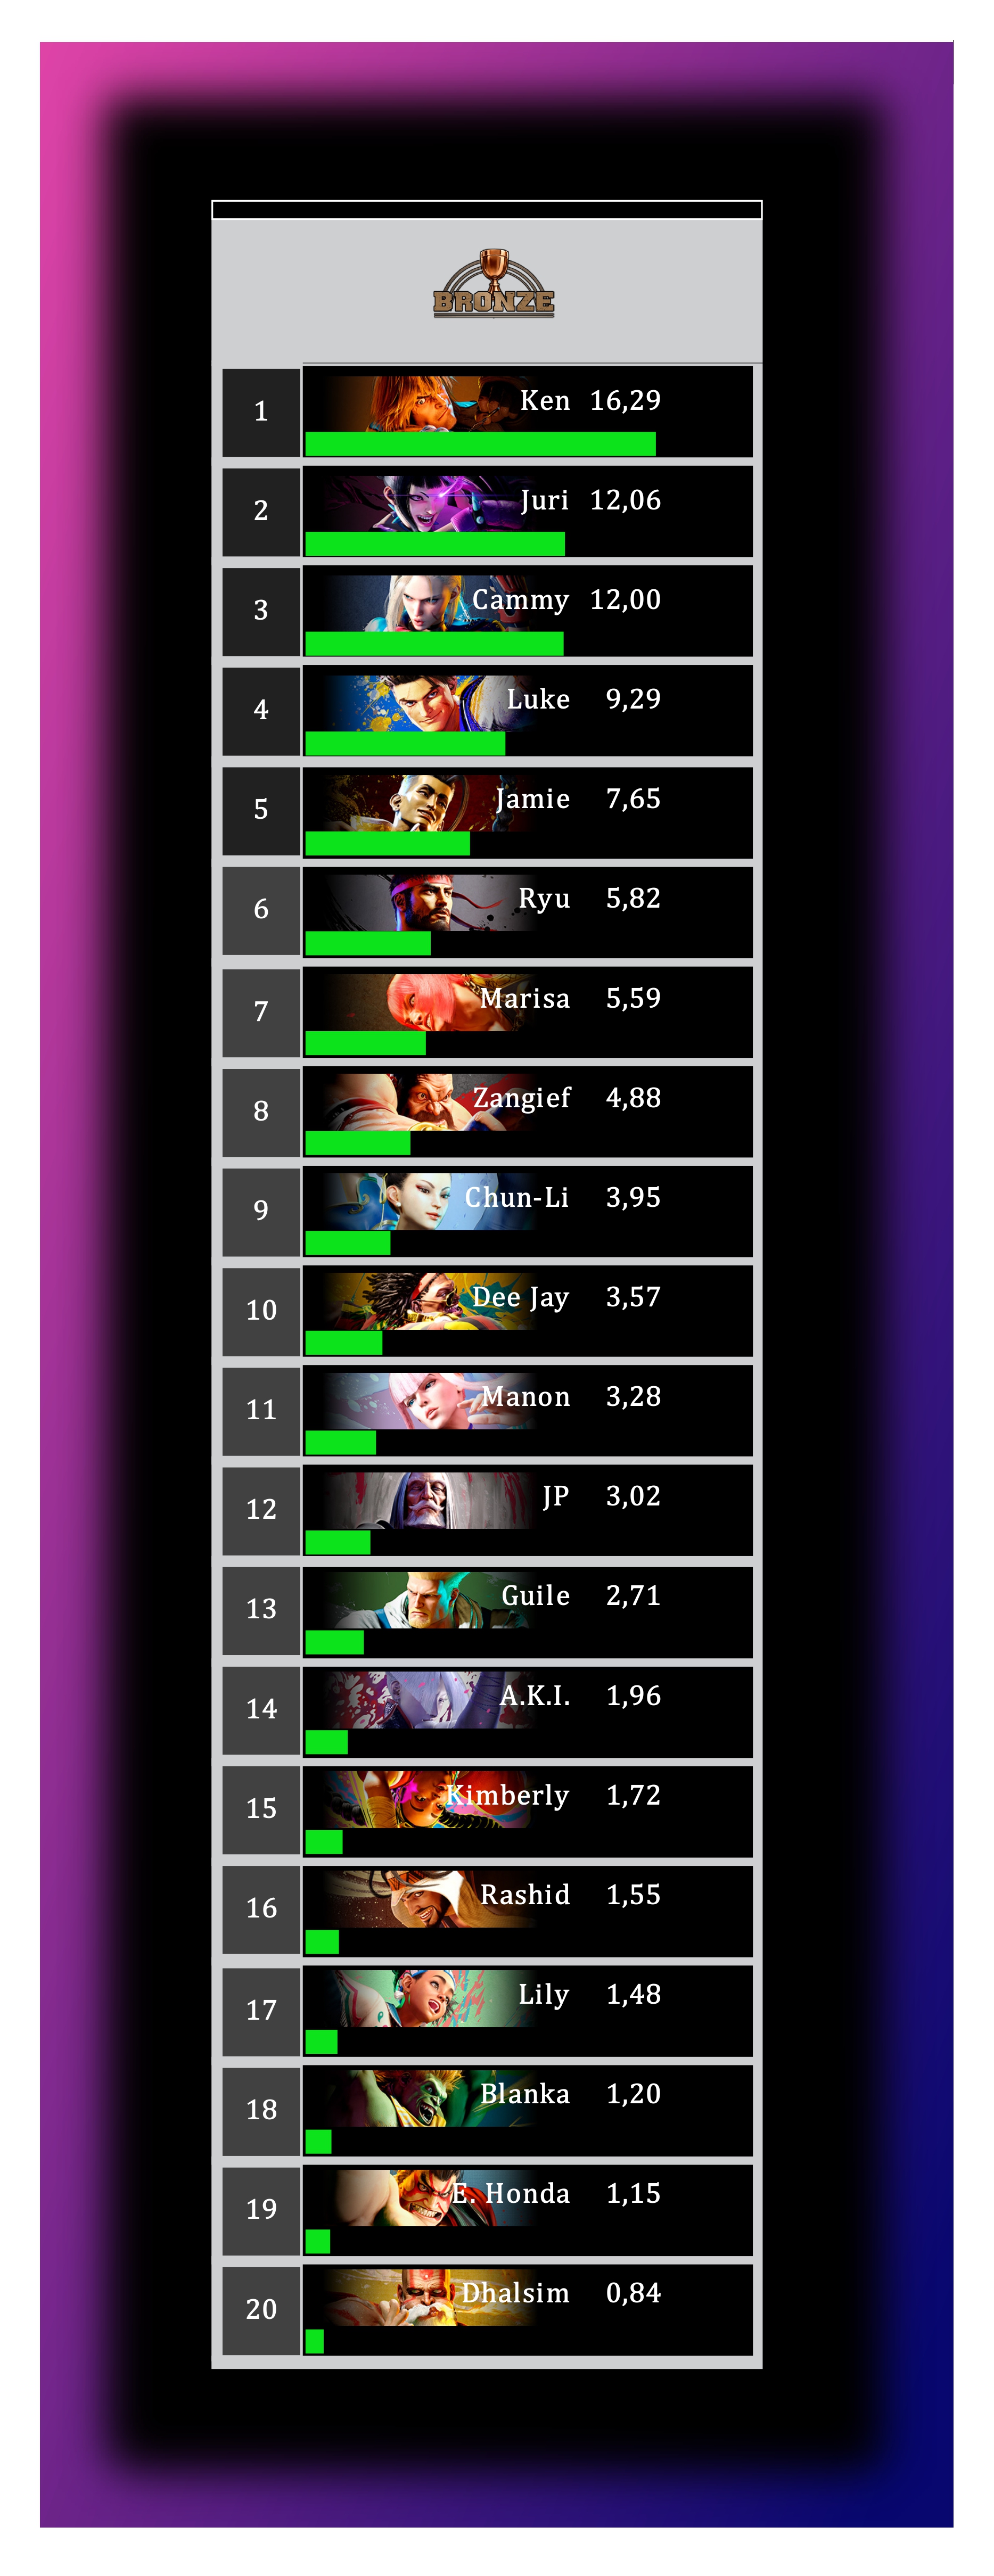 BRONZE
1 Ken 16,29
2 Juri 12,06
3 Cammy 12,00
4 Luke 9,29
5 Jamie 7,65
6 Ryu 5,82
7 Marisa 5,59
8 Zangief 4,88
9 Chun-Li 3,95
10 Dee Jay 3,57
11 Manon 3,28
12 JP 3,02
13 Guile 2,71
14 A.K.I. 1,96
15 Kimberly 1,72
16 Rashid 1,55
17 Lily 1,48
18 Blanka 1,20
19 E. Honda 1,15
20 Dhalsim 0,84